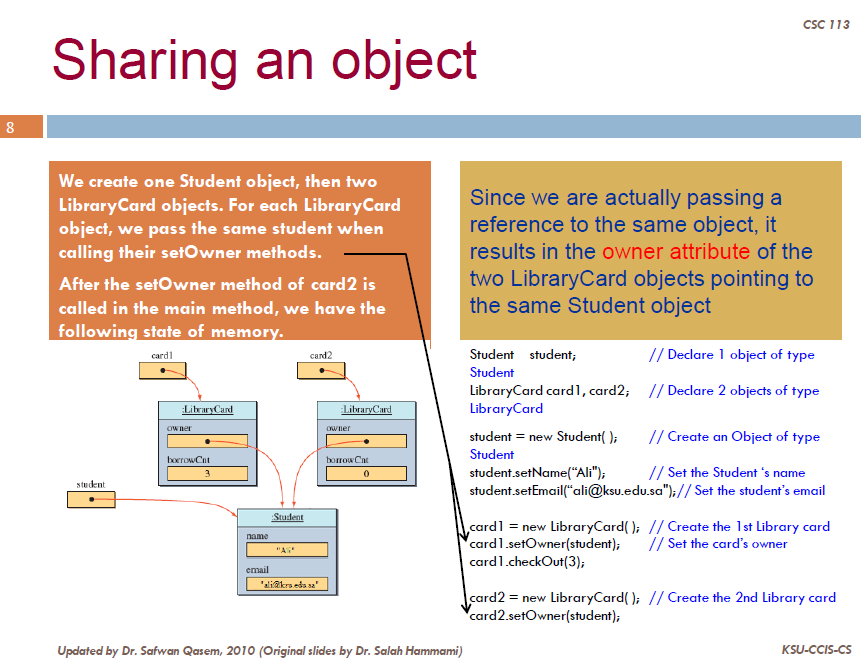 CSC 113
Sharing an object
8
We create one Student object, then two
LibraryCard objects. For each LibraryCard
object, we pass the same student when
calling their setOwner methods.
After the setOwner method of card2 is
called in the main method, we have the
following state of memory.
Since we are actually passing a
reference to the same object, it
results in the owner attribute of the
two LibraryCard objects pointing to
the same Student object
card1
card2
:LibraryCard
owner
borrowCnt
3
:LibraryCard
owner
borrowCnt
0
student
:Student
name
"Ali"
email
"ali@ksu.edu.sa"
Student student; // Declare 1 object of type
Student
LibraryCard card1, card2; // Declare 2 objects of type
LibraryCard
student = new Student( ); // Create an Object of type
Student
student.setName(“Ali"); // Set the Student ‘s name
student.setEmail(“ali@ksu.edu.sa");// Set the student’s email
card1 = new LibraryCard( ); // Create the 1st Library card
card1.setOwner(student); // Set the card’s owner
card1.checkOut(3);
card2 = new LibraryCard( ); // Create the 2nd Library card
card2.setOwner(student);
Updated by Dr. Safwan Qasem, 2010 (Original slides by Dr. Salah Hammami)
KSU-CCIS-CS